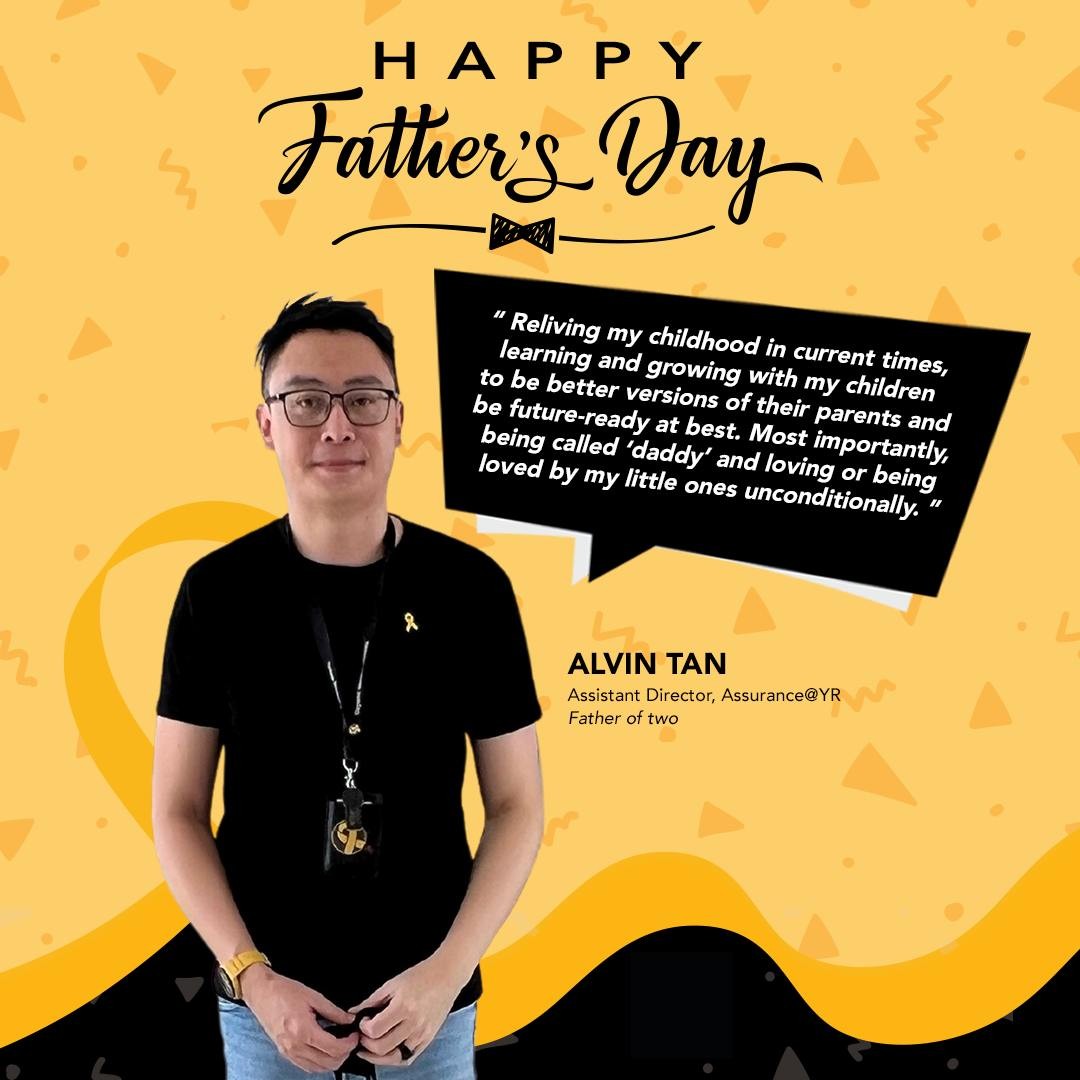 HAPPY
Father's Day
“ Reliving my childhood in current times,
learning and growing with my children
to be better versions of their parents and
be future-ready at best. Most importantly,
being called ‘daddy’ and loving or being
loved by my little ones unconditionally. ”
ALVIN TAN
Assistant Director, Assurance@YR
Father of two